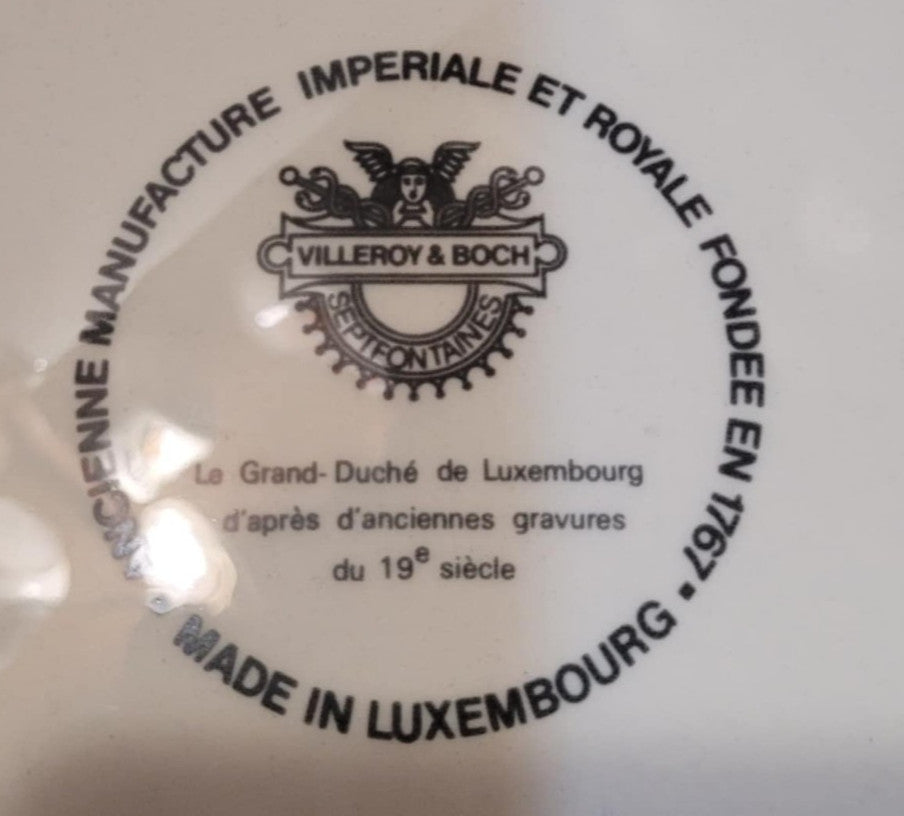 ANCIENNE MANUFACTURE IMPERIALE ET ROYALE FONDEE EN 1767 •
VILLEROY & BOCH
SEPTFONTAINES
Le Grand-Duché de Luxembourg
d'après d'anciennes gravures
du 19e siècle
MADE IN LUXEMBOURG